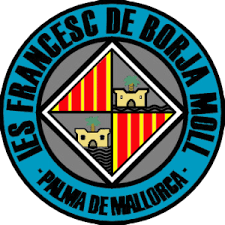 IES FRANCESC DE BORJA MOLL
· PALMA DE MALLORCA ·